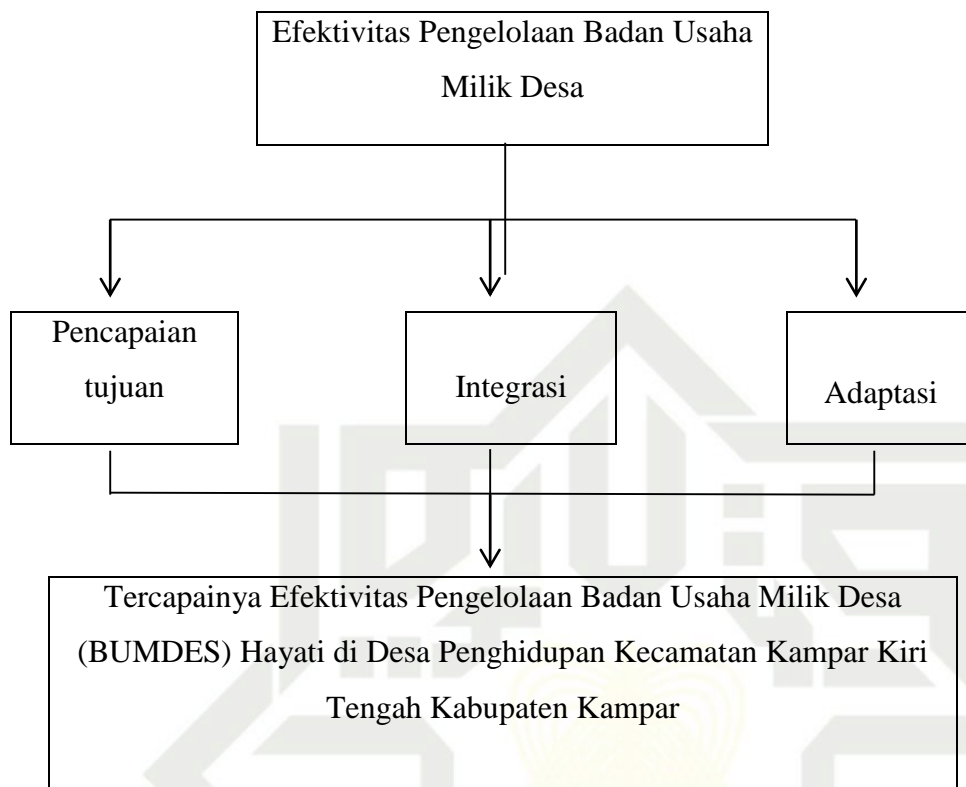 Efektivitas Pengelolaan Badan Usaha
Milik Desa
Pencapaian
tujuan
Integrasi
Adaptasi
Tercapainya Efektivitas Pengelolaan Badan Usaha Milik Desa
(BUMDES) Hayati di Desa Penghidupan Kecamatan Kampar Kiri
Tengah Kabupaten Kampar